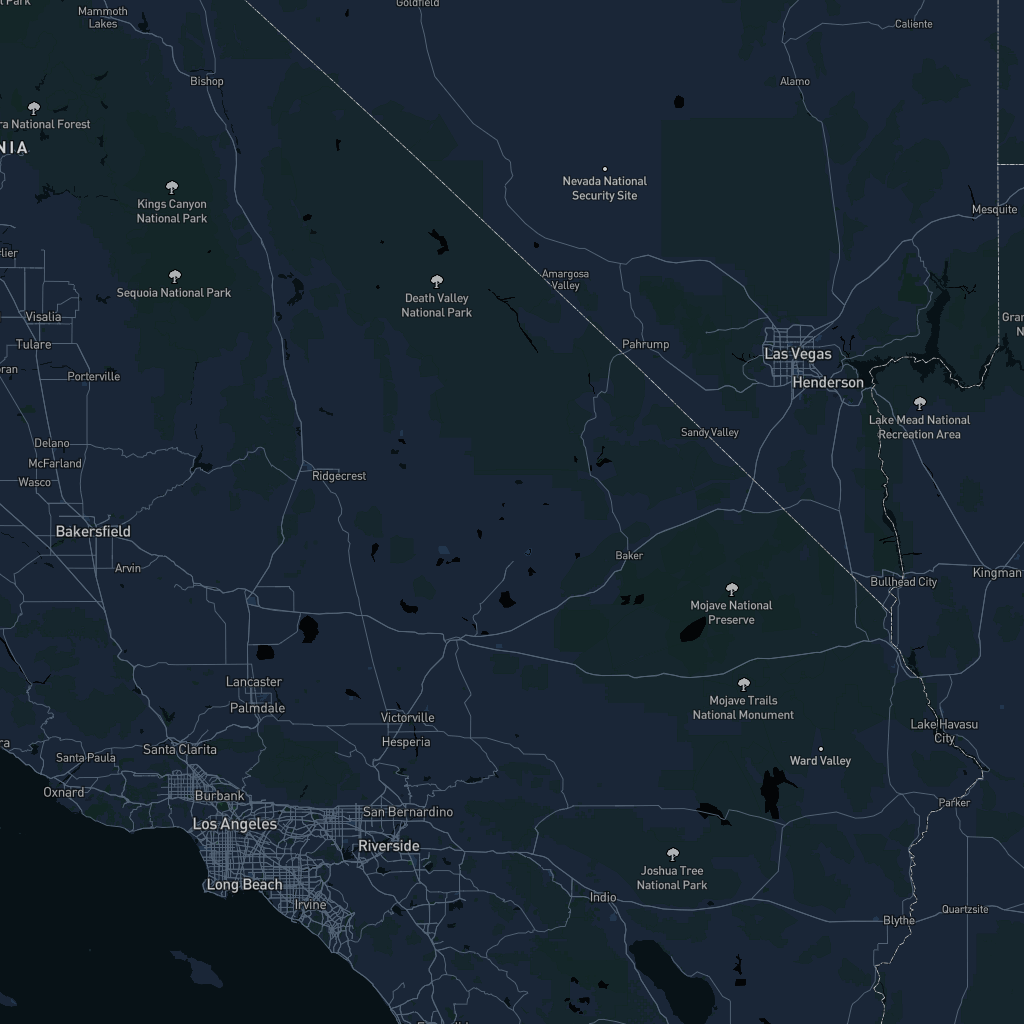 l Park
Mammoth
Lakes
Goldfield
Caliente
Bishop
Alamo
ra National Forest
NIA
Nevada National
Security Site
Kings Canyon
National Park
Mesquite
lier
Amargosa
Valley
Sequoia National Park
Death Valley
National Park
Visalia
Gran
N
Tulare
Pahrump
Las Vegas
ran
Porterville
Henderson
Lake Mead National
Recreation Area
Sandy Valley
Delano
McFarland
Wasco
Ridgecrest
Bakersfield
Baker
Arvin
Bullhead City
Kingman
Mojave National
Preserve
Lancaster
Palmdale
Mojave Trails
National Monument
Victorville
Hesperia
Lake Havasu
City
ra
Santa Clarita
Santa Paula
Ward Valley
Oxnard
Burbank
Parker
San Bernardino
Los Angeles
Riverside
Joshua Tree
National Park
Long Beach
Irvine
Indio
Quartzsite
Blythe